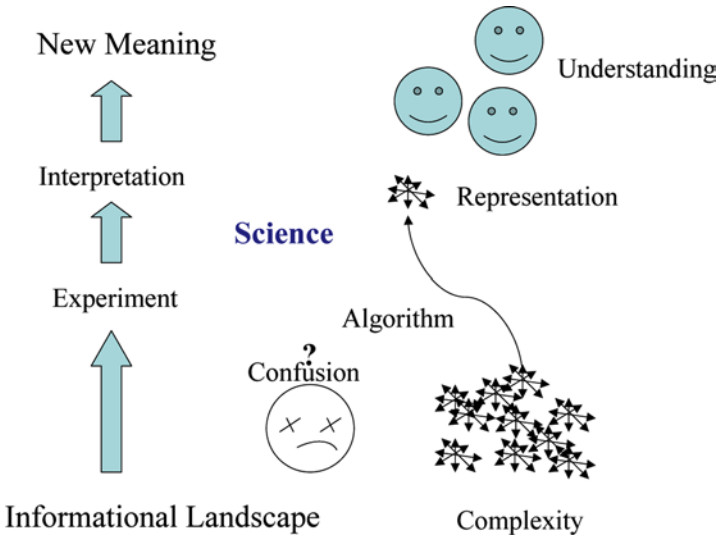 New Meaning
Understanding
Interpretation
Representation
Science
Experiment
Algorithm
?
Confusion
Informational Landscape
Complexity